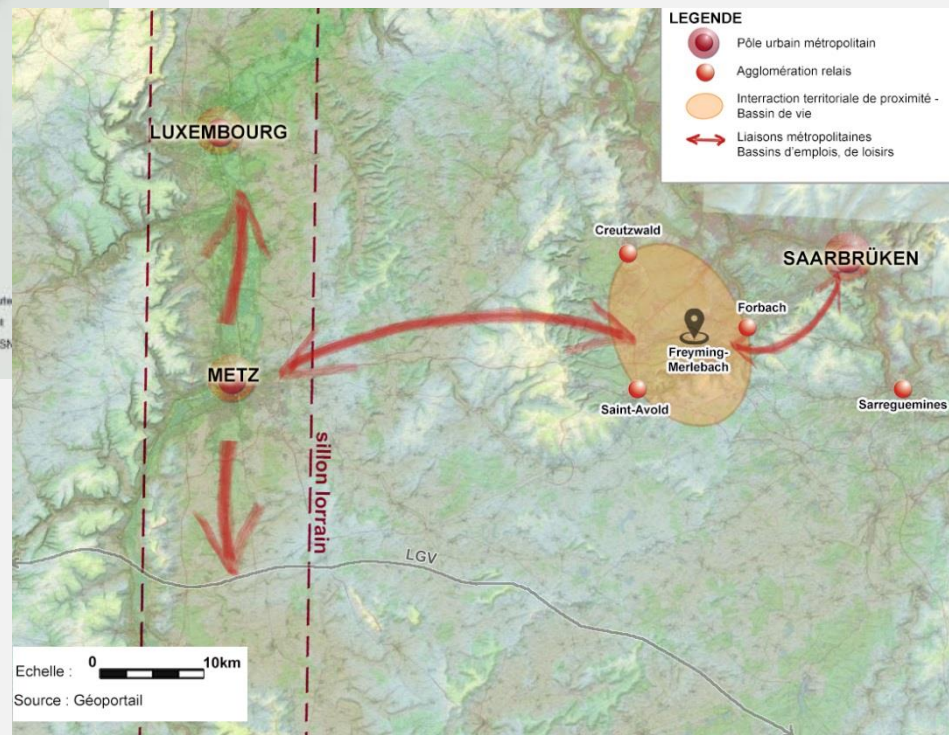 LEGENDE
Pôle urbain métropolitain
Agglomération relais
Interraction territoriale de proximité -
Bassin de vie
Liaisons métropolitaines
Bassins d'emplois, de loisirs
LUXEMBOURG
Creutzwald
SAARBRÜKEN
Forbach
Freyming-
Merlebach
METZ
Saint-Avold
Sarreguemines
sillon lorrain
LGV
Echelle : 0 10km
Source : Géoportail